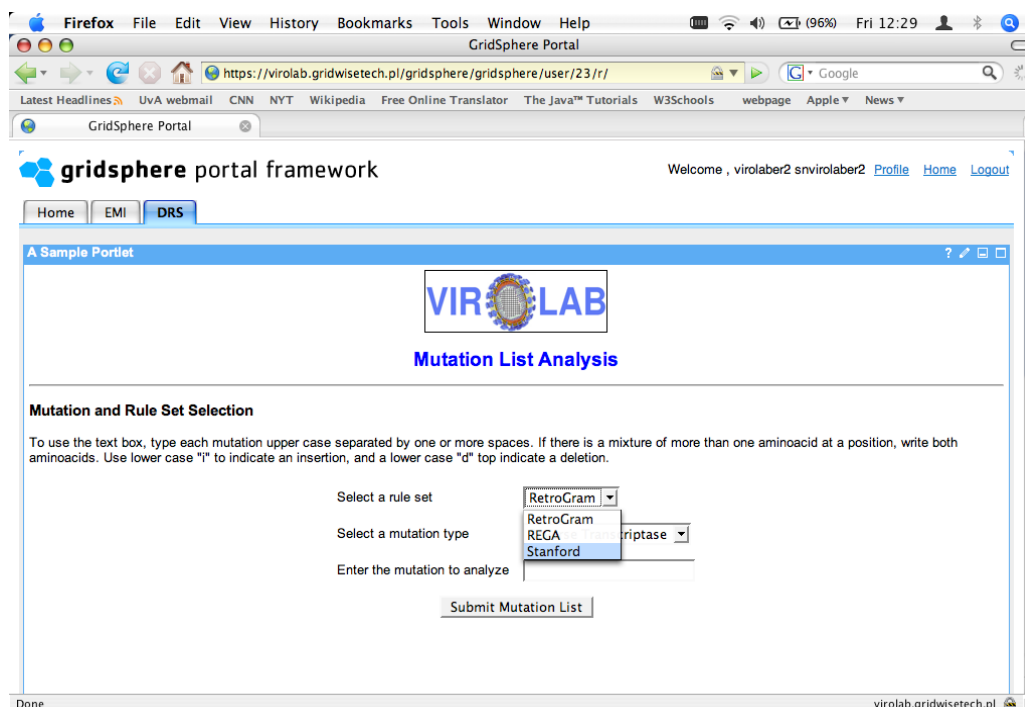 Firefox File Edit View History Bookmarks Tools Window Help (96%) Fri 12:29
GridSphere Portal
https://virolab.gridwisetech.pl/gridsphere/gridsphere/user/23/r/ G Google
Latest Headlines UvA webmail CNN NYT Wikipedia Free Online Translator The Java™ Tutorials W3Schools webpage Apple News
GridSphere Portal
gridsphere portal framework
Welcome , virolaber2 snvirolaber2 Profile Home Logout
Home EMI DRS
A Sample Portlet ?
VIR LAB
Mutation List Analysis
Mutation and Rule Set Selection
To use the text box, type each mutation upper case separated by one or more spaces. If there is a mixture of more than one aminoacid at a position, write both
aminoacids. Use lower case "i" to indicate an insertion, and a lower case "d" top indicate a deletion.
Select a rule set RetroGram
RetroGram
Select a mutation type REGA criptase
Stanford
Enter the mutation to analyze
Submit Mutation List
Done virolab.gridwisetech.pl